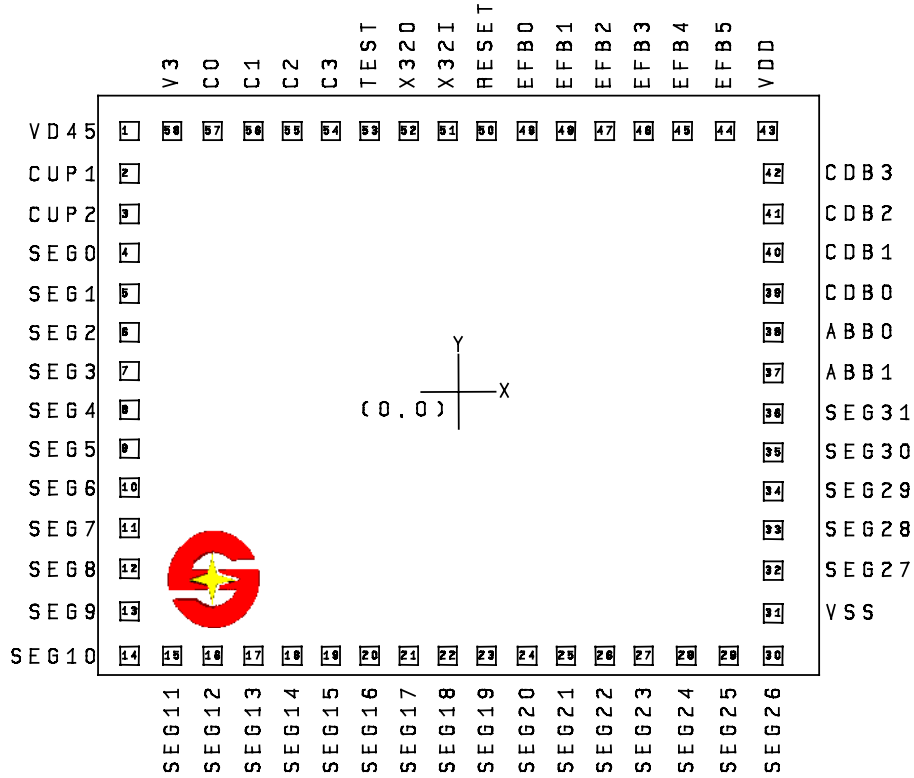 V3 C0 C1 C2 C3 TEST X32O X32I RESET EFB0 EFB1 EFB2 EFB3 EFB4 EFB5 VDD
VD45 1 58 57 56 55 54 53 52 51 50 49 48 47 46 45 44 43
CUP1 2 42 CDB3
CUP2 3 41 CDB2
SEG0 4 40 CDB1
SEG1 5 39 CDB0
SEG2 6 38 ABB0
SEG3 7 37 ABB1
Y
X
SEG4 8 (0,0) 36 SEG31
SEG5 9 35 SEG30
SEG6 10 34 SEG29
SEG7 11 33 SEG28
SEG8 12 32 SEG27
SEG9 13 31 VSS
SEG10 14 15 16 17 18 19 20 21 22 23 24 25 26 27 28 29 30
SEG11 SEG12 SEG13 SEG14 SEG15 SEG16 SEG17 SEG18 SEG19 SEG20 SEG21 SEG22 SEG23 SEG24 SEG25 SEG26